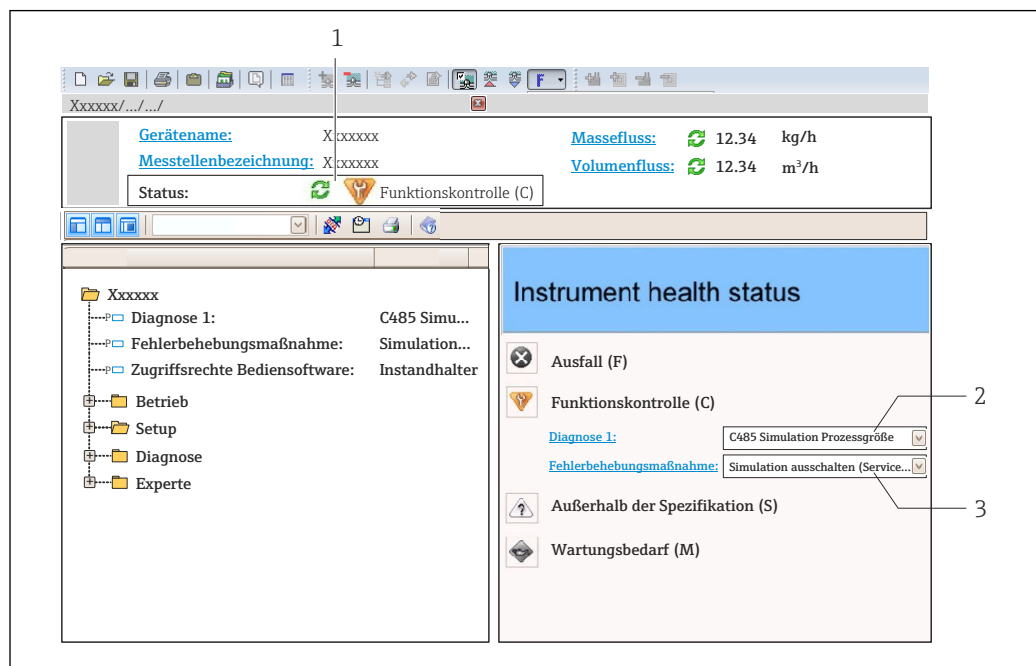 1
F
Xxxxxx/.../.../
Gerätename: Xxxxxxx Massefluss: 12.34 kg/h
Messtellenbezeichnung: Xxxxxxx Volumenfluss: 12.34 m³/h
Status: Funktionskontrolle (C)
Xxxxxx
P Diagnose 1: C485 Simu...
P Fehlerbehebungsmaßnahme: Simulation...
P Zugriffsrechte Bediensoftware: Instandhalter
Betrieb
Setup
Diagnose
Experte
Instrument health status
Ausfall (F)
Funktionskontrolle (C)
2
Diagnose 1: C485 Simulation Prozessgröße
Fehlerbehebungsmaßnahme: Simulation ausschalten (Service...
3
Außerhalb der Spezifikation (S)
Wartungsbedarf (M)